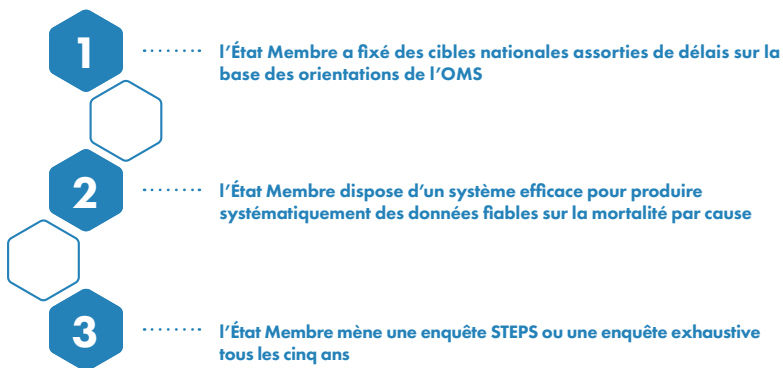 1
l’État Membre a fixé des cibles nationales assorties de délais sur la
base des orientations de l’OMS
2
l’État Membre dispose d’un système efficace pour produire
systématiquement des données fiables sur la mortalité par cause
3
l’État Membre mène une enquête STEPS ou une enquête exhaustive
tous les cinq ans